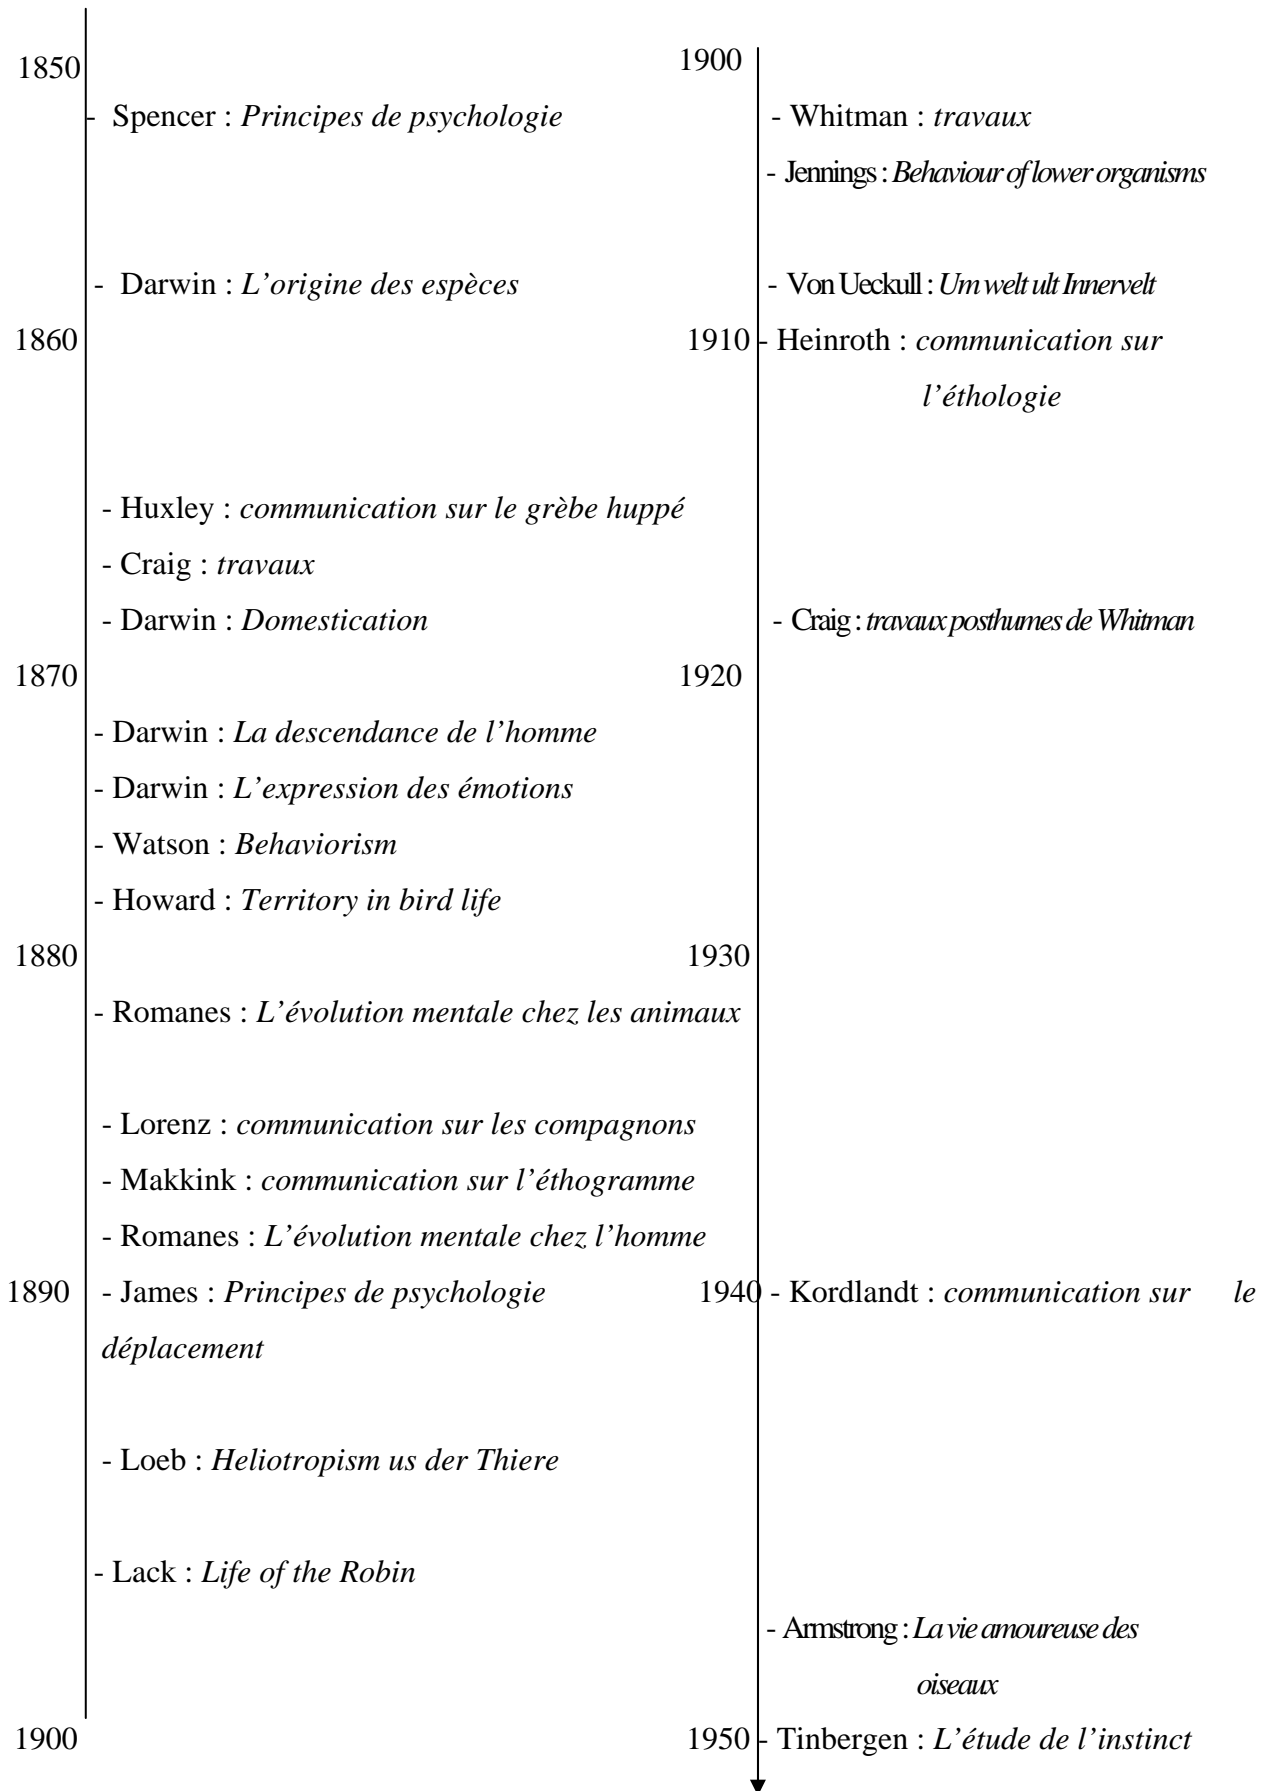 1850
- Spencer : Principes de psychologie
- Darwin : L’origine des espèces
1860
- Huxley : communication sur le grèbe huppé
- Craig : travaux
- Darwin : Domestication
1870
- Darwin : La descendance de l’homme
- Darwin : L’expression des émotions
- Watson : Behaviorism
- Howard : Territory in bird life
1880
- Romanes : L’évolution mentale chez les animaux
- Lorenz : communication sur les compagnons
- Makkink : communication sur l’éthogramme
- Romanes : L’évolution mentale chez l’homme
1890 - James : Principes de psychologie
déplacement
- Loeb : Heliotropism us der Thiere
- Lack : Life of the Robin
1900
1900
- Whitman : travaux
- Jennings : Behaviour of lower organisms
- Von Ueckull : Um welt ult Innervelt
1910 - Heinroth : communication sur
l’éthologie
- Craig : travaux posthumes de Whitman
1920
1930
1940 - Kordlandt : communication sur le
- Armstrong : La vie amoureuse des
oiseaux
1950 - Tinbergen : L’étude de l’instinct